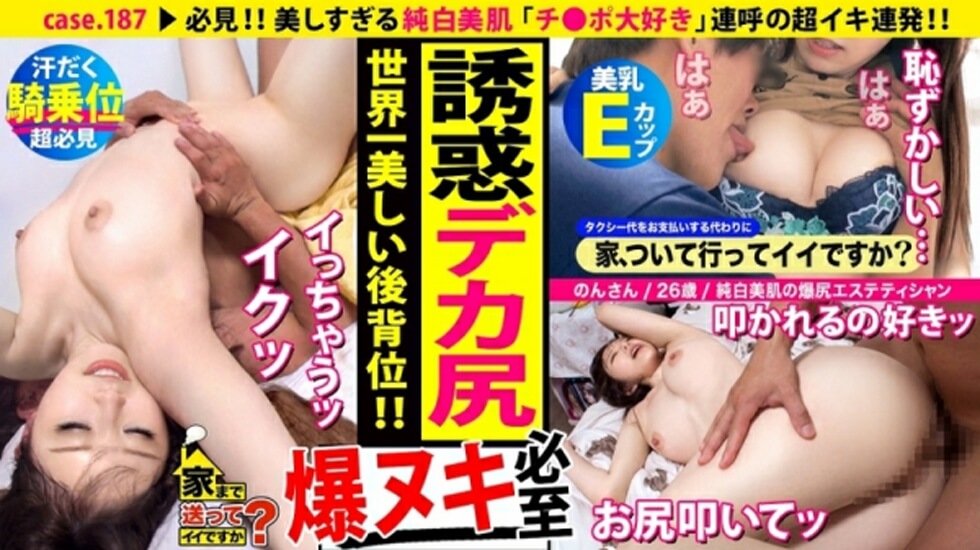 case.187 ▶ 必見!! 美しすぎる純白美肌「チ●ポ大好き」連呼の超イキ連発!!
汗だく
騎乗位
超必見
イっちゃうッ
イクッ
誘惑デカ尻
世界一美しい後背位!!
美乳
Eカップ
はぁ
はぁ
恥ずかしい…
タクシー代をお支払いする代わりに
家、ついて行ってイイですか?
のんさん / 26歳 / 純白美肌の爆尻エステティシャン
叩かれるの好きッ
お尻叩いてッ
家まで
送って
イイですか
?
爆ヌキ必至